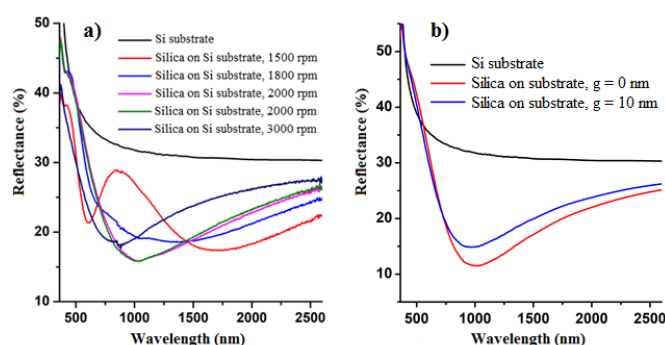 a)
Si substrate
Silica on Si substrate, 1500 rpm
Silica on Si substrate, 1800 rpm
Silica on Si substrate, 2000 rpm
Silica on Si substrate, 2000 rpm
Silica on Si substrate, 3000 rpm
Reflectance (%)
50
40
30
20
10
500 1000 1500 2000 2500
Wavelength (nm)
b)
Si substrate
Silica on substrate, g = 0 nm
Silica on substrate, g = 10 nm
Reflectance (%)
50
40
30
20
10
500 1000 1500 2000 2500
Wavelength (nm)